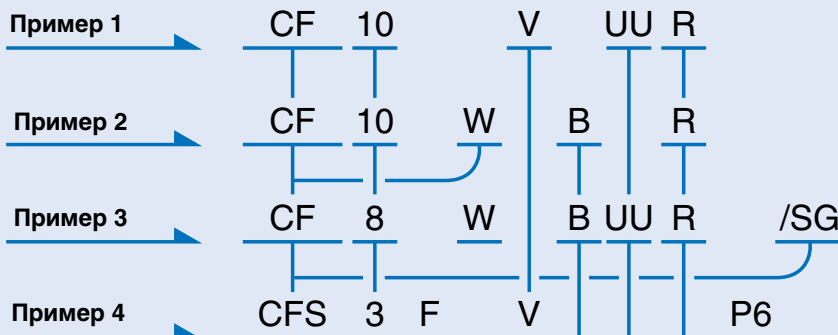 Пример 1 CF 10 V UU R
Пример 2 CF 10 W B R
Пример 3 CF 8 W B UU R /SG
Пример 4 CFS 3 F V P6